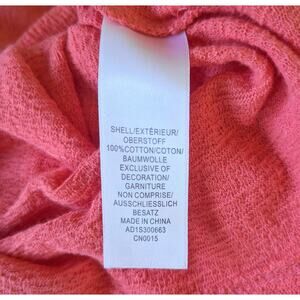 SHELL/EXTÉRIEUR/
OBERSTOFF
100%COTTON/COTON/
BAUMWOLLE
EXCLUSIVE OF
DECORATION/
GARNITURE
NON COMPRISE/
AUSSCHLIESSLICH
BESATZ
MADE IN CHINA
AD1S300663
CN0015